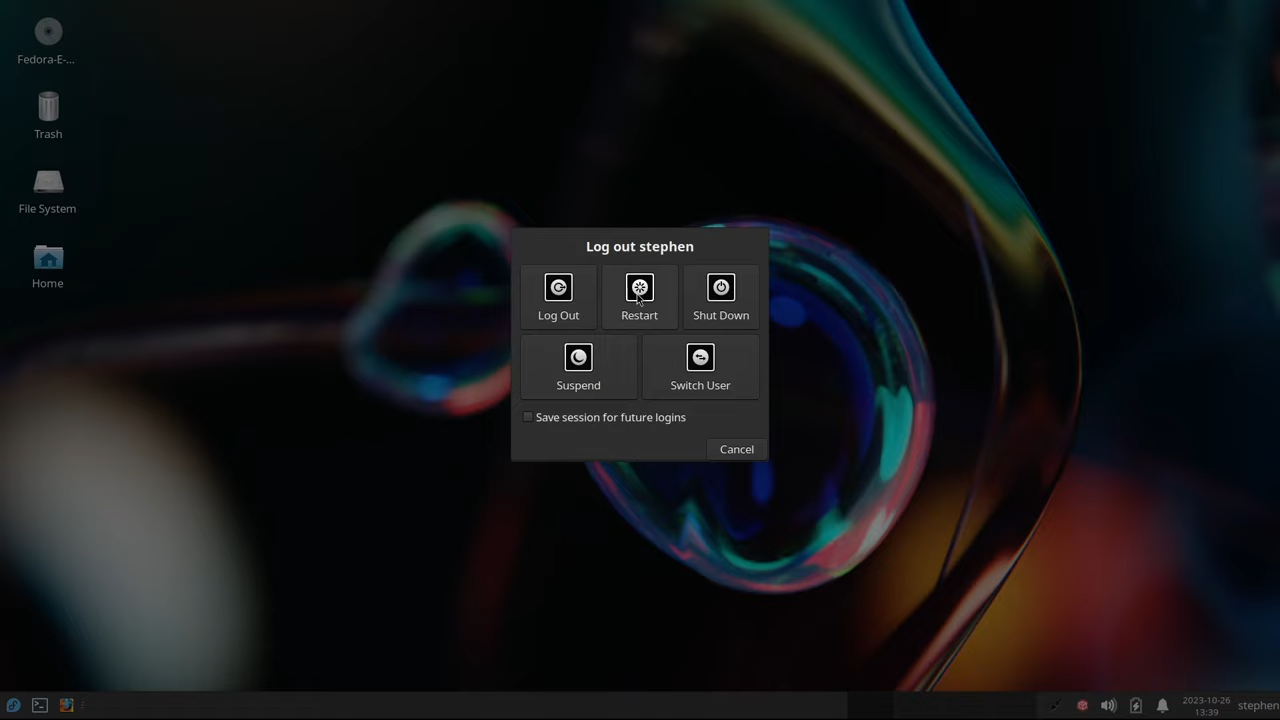 Fedora-E-...
Trash
File System
Home
Log out stephen
Log Out
Restart
Shut Down
Suspend
Switch User
Save session for future logins
Cancel
2023-10-26
13:39
stephen